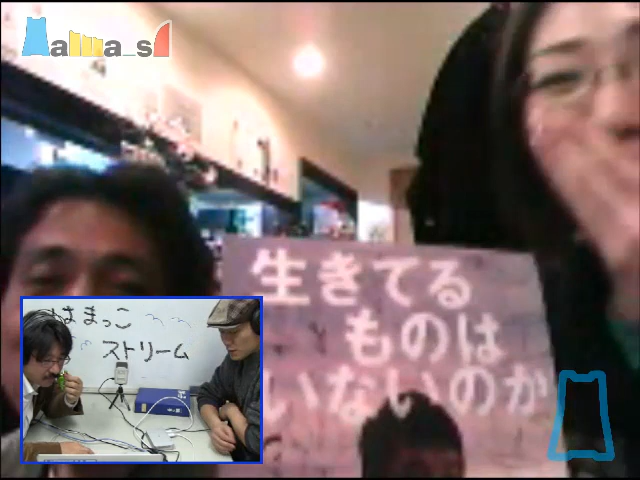 生きてる
ものは
いないのか
はまっこ
ストリーム